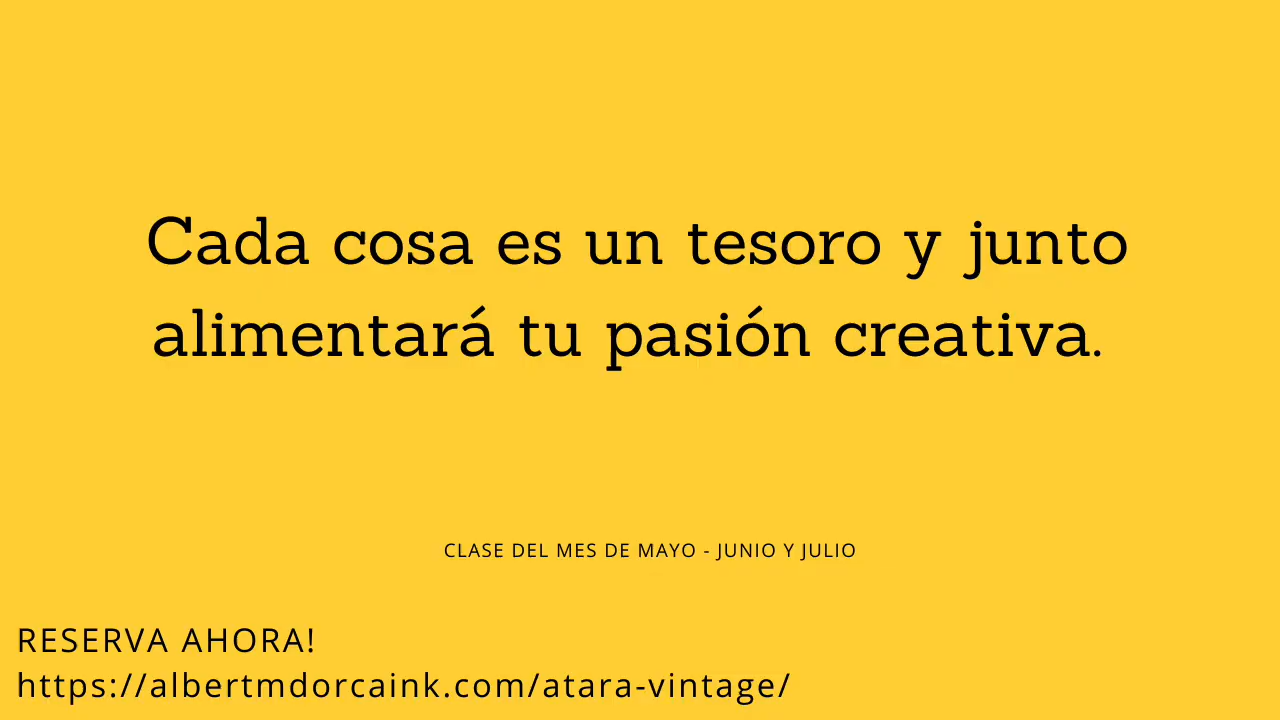 Cada cosa es un tesoro y junto
alimentará tu pasión creativa.
CLASE DEL MES DE MAYO - JUNIO Y JULIO
RESERVA AHORA!
https://albertmdorcaink.com/atara-vintage/